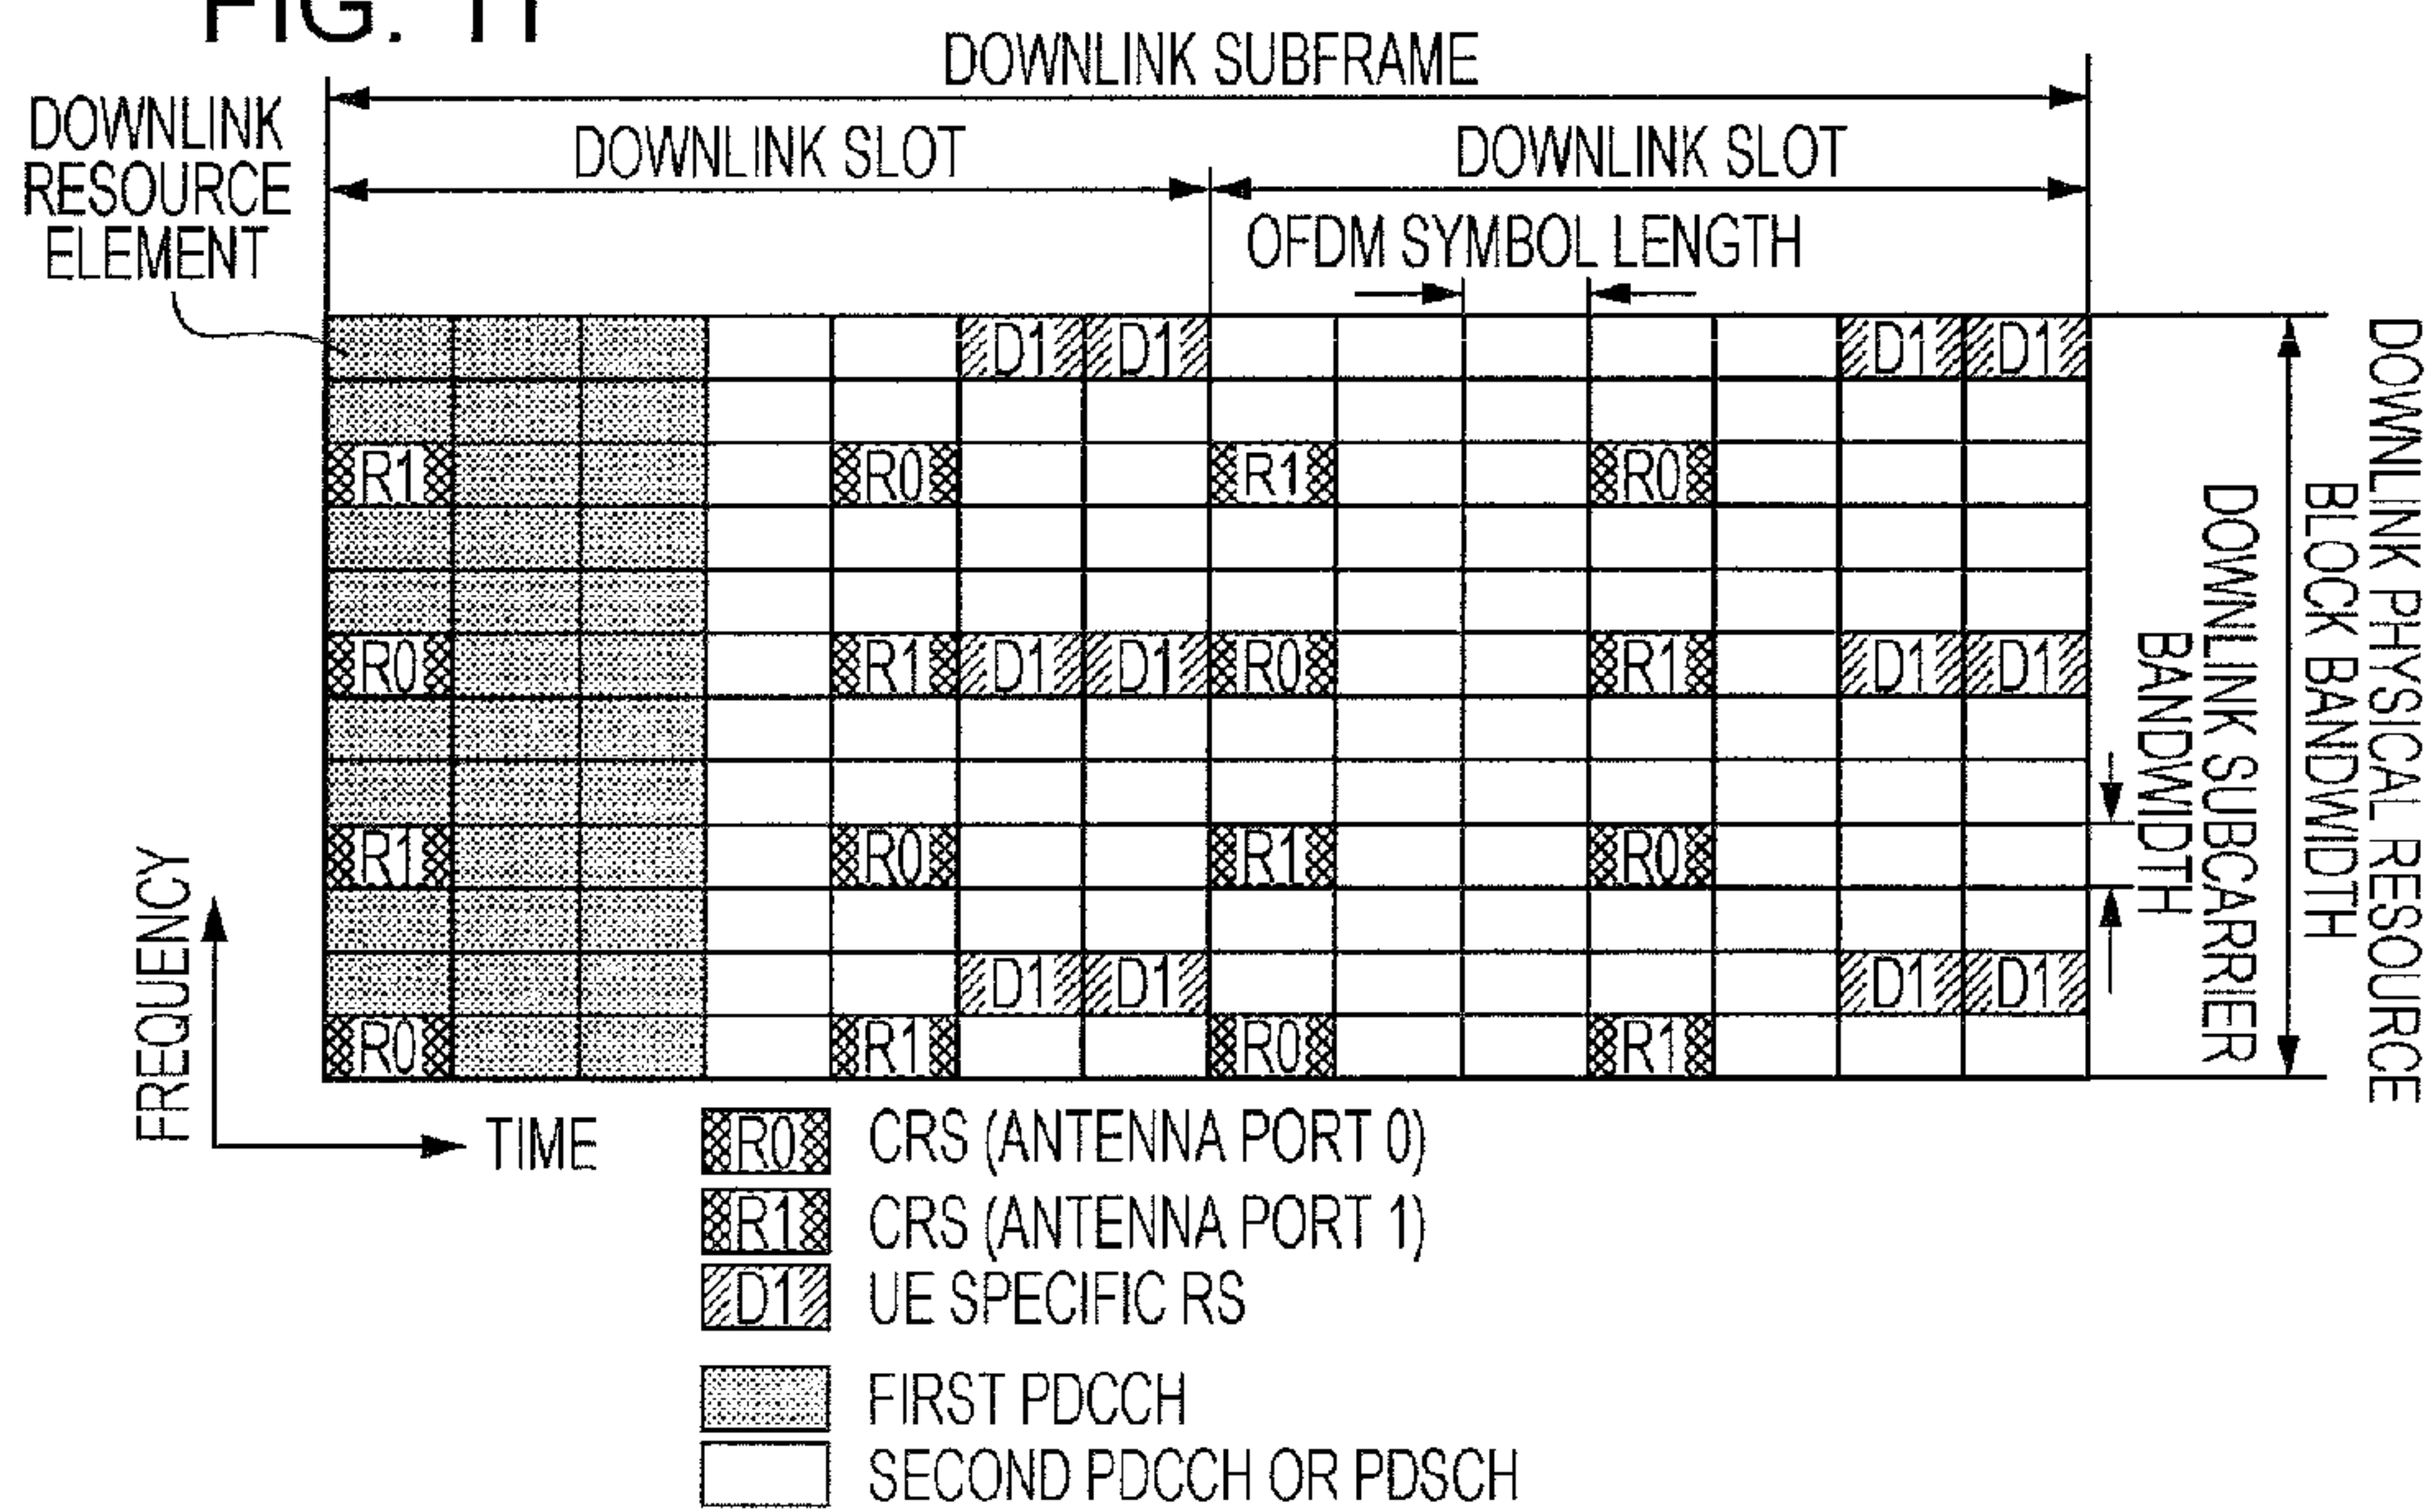 FIG. 11
DOWNLINK SUBFRAME
DOWNLINK
RESOURCE
ELEMENT
DOWNLINK SLOT
DOWNLINK SLOT
OFDM SYMBOL LENGTH
D1 D1 D1 D1
R1 R0 R1 R0
R0 R1 D1 D1 R0 R1 D1 D1
R1 R0 R1 R0
D1 D1 D1 D1
R0 R1 R0 R1
DOWNLINK PHYSICAL RESOURCE
BLOCK BANDWIDTH
DOWNLINK SUBCARRIER
BANDWIDTH
FREQUENCY
TIME
R0 CRS (ANTENNA PORT 0)
R1 CRS (ANTENNA PORT 1)
D1 UE SPECIFIC RS
FIRST PDCCH
SECOND PDCCH OR PDSCH